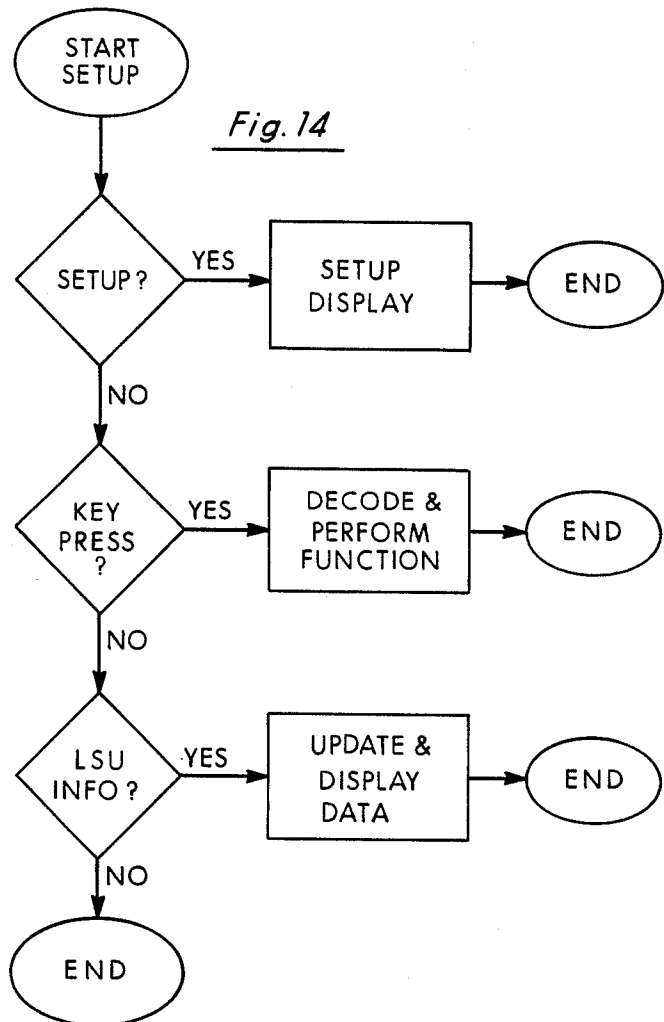 START
SETUP
Fig. 14
SETUP ?
YES
SETUP
DISPLAY
END
NO
KEY
PRESS
?
YES
DECODE &
PERFORM
FUNCTION
END
NO
LSU
INFO ?
YES
UPDATE &
DISPLAY
DATA
END
NO
END